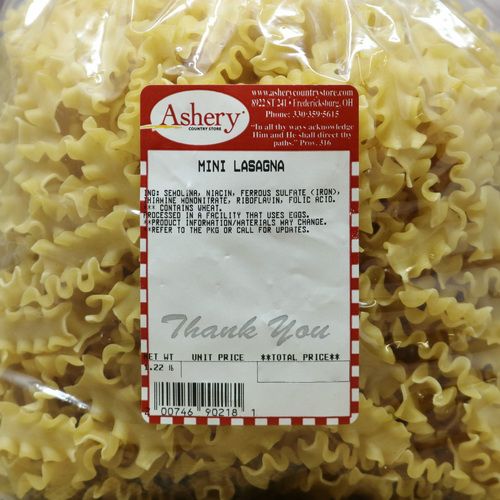 Ashery®
COUNTRY STORE
www.asherycountrystore.com
8922 ST 241 • Fredericksburg, OH
Phone: 330-359-5615
"In all thy ways acknowledge
Him and He shall direct thy
paths." Prov. 316
MINI LASAGNA
ING: SEMOLINA, NIACIN, FERROUS SULFATE (IRON),
THIAMINE MONONITRATE, RIBOFLAVIN, FOLIC ACID.
** CONTAINS WHEAT.
PROCESSED IN A FACILITY THAT USES EGGS.
**PRODUCT INFORMATION/MATERIALS MAY CHANGE.
*REFER TO THE PKG OR CALL FOR UPDATES.
Thank You
NET WT UNIT PRICE **TOTAL PRICE**
1.22 lb
00746 90218 1